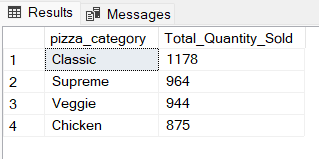 Results Messages
pizza_category Total_Quantity_Sold
1 Classic 1178
2 Supreme 964
3 Veggie 944
4 Chicken 875